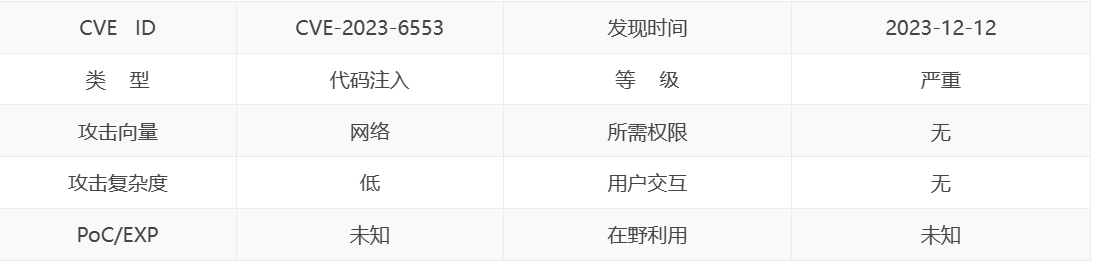 CVE ID CVE-2023-6553 发现时间 2023-12-12
类 型 代码注入 等 级 严重
攻击向量 网络 所需权限 无
攻击复杂度 低 用户交互 无
PoC/EXP 未知 在野利用 未知